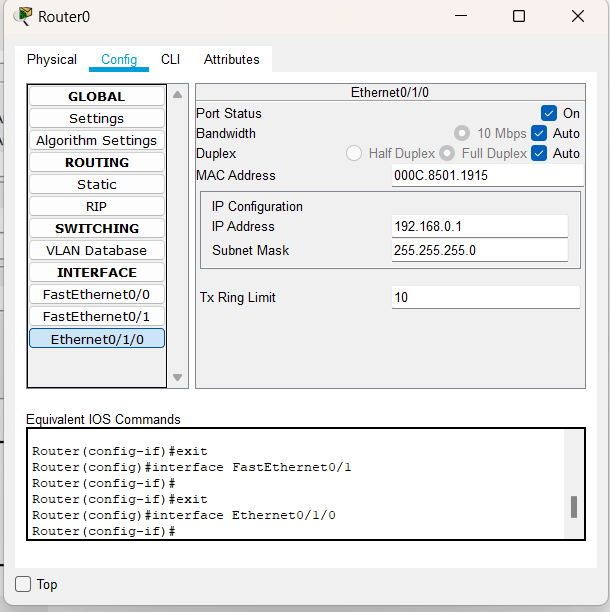 Router0
Physical Config CLI Attributes
GLOBAL
Settings
Algorithm Settings
ROUTING
Static
RIP
SWITCHING
VLAN Database
INTERFACE
FastEthernet0/0
FastEthernet0/1
Ethernet0/1/0
Ethernet0/1/0
Port Status On
Bandwidth 10 Mbps Auto
Duplex Half Duplex Full Duplex Auto
MAC Address 000C.8501.1915
IP Configuration
IP Address 192.168.0.1
Subnet Mask 255.255.255.0
Tx Ring Limit 10
Equivalent IOS Commands
Router(config-if)#exit
Router(config)#interface FastEthernet0/1
Router(config-if)#
Router(config-if)#exit
Router(config)#interface Ethernet0/1/0
Router(config-if)#
Top